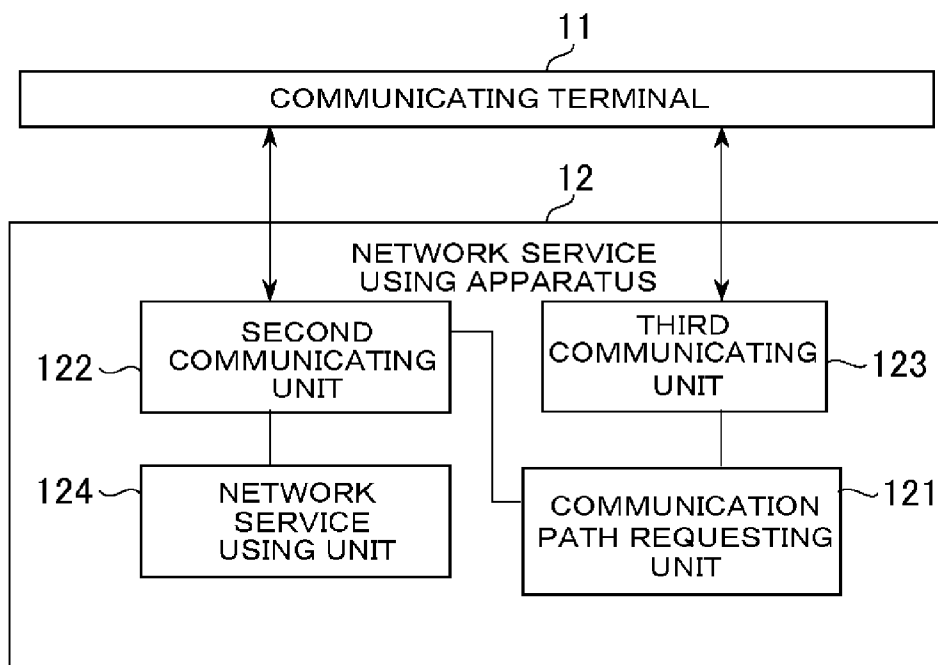 11
COMMUNICATING TERMINAL
12
NETWORK SERVICE
USING APPARATUS
SECOND
COMMUNICATING
UNIT
122
THIRD
COMMUNICATING
UNIT
123
124
NETWORK
SERVICE
USING UNIT
COMMUNICATION
PATH REQUESTING
UNIT
121